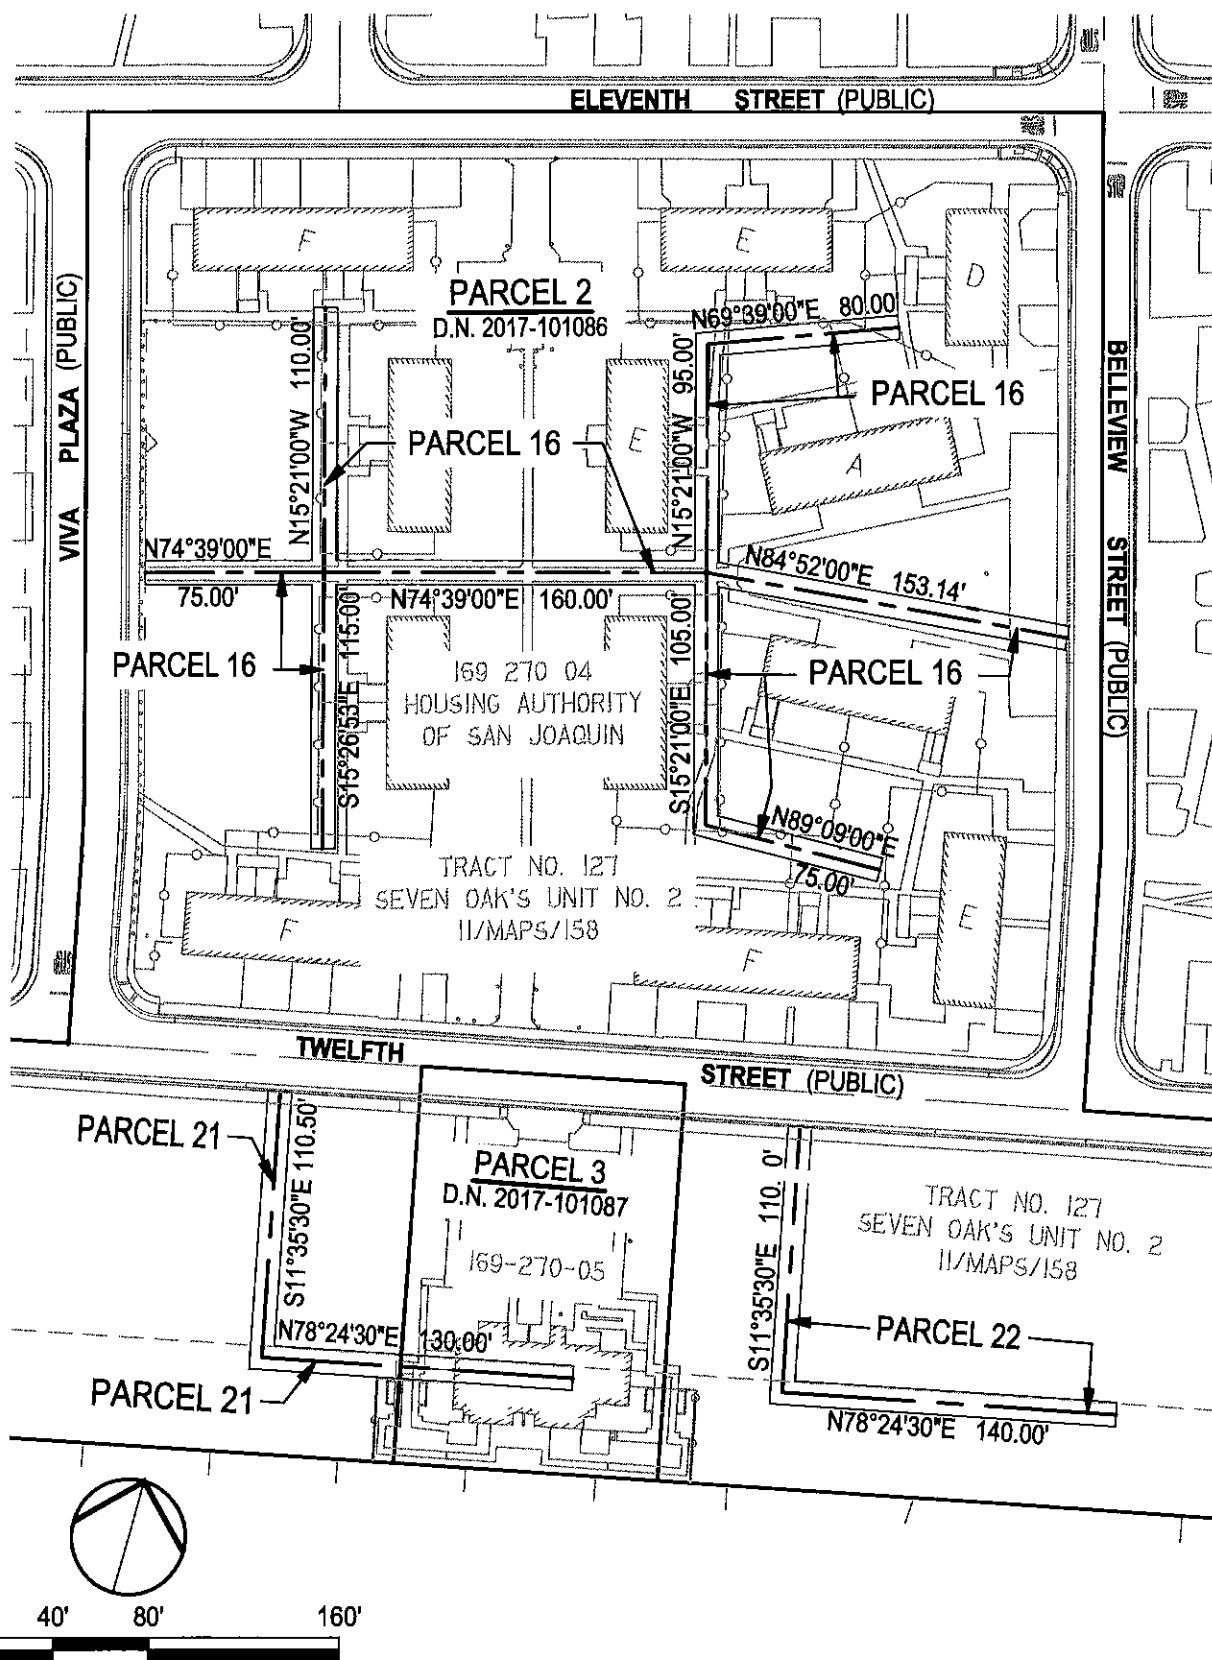 ELEVENTH STREET (PUBLIC)
VIVA PLAZA (PUBLIC)
BELLEVIEW STREET (PUBLIC)
F
E
D
PARCEL 2
D.N. 2017-101086
N69°39'00"E 80.00'
N15°21'00"W 110.00'
N15°21'00"W 95.00'
PARCEL 16
PARCEL 16
E
A
N74°39'00"E
75.00'
N74°39'00"E 160.00'
N84°52'00"E 153.14'
S15°26'53"E 115.00'
S15°21'00"E 105.00'
PARCEL 16
PARCEL 16
169 270 04
HOUSING AUTHORITY
OF SAN JOAQUIN
N89°09'00"E
75.00'
TRACT NO. 127
SEVEN OAK'S UNIT NO. 2
11/MAPS/158
F
F
E
TWELFTH STREET (PUBLIC)
PARCEL 21
S11°35'30"E 110.50'
PARCEL 3
D.N. 2017-101087
169-270-05
S11°35'30"E 110. 0'
TRACT NO. 127
SEVEN OAK'S UNIT NO. 2
11/MAPS/158
N78°24'30"E 130.00'
PARCEL 22
PARCEL 21
N78°24'30"E 140.00'
40' 80' 160'